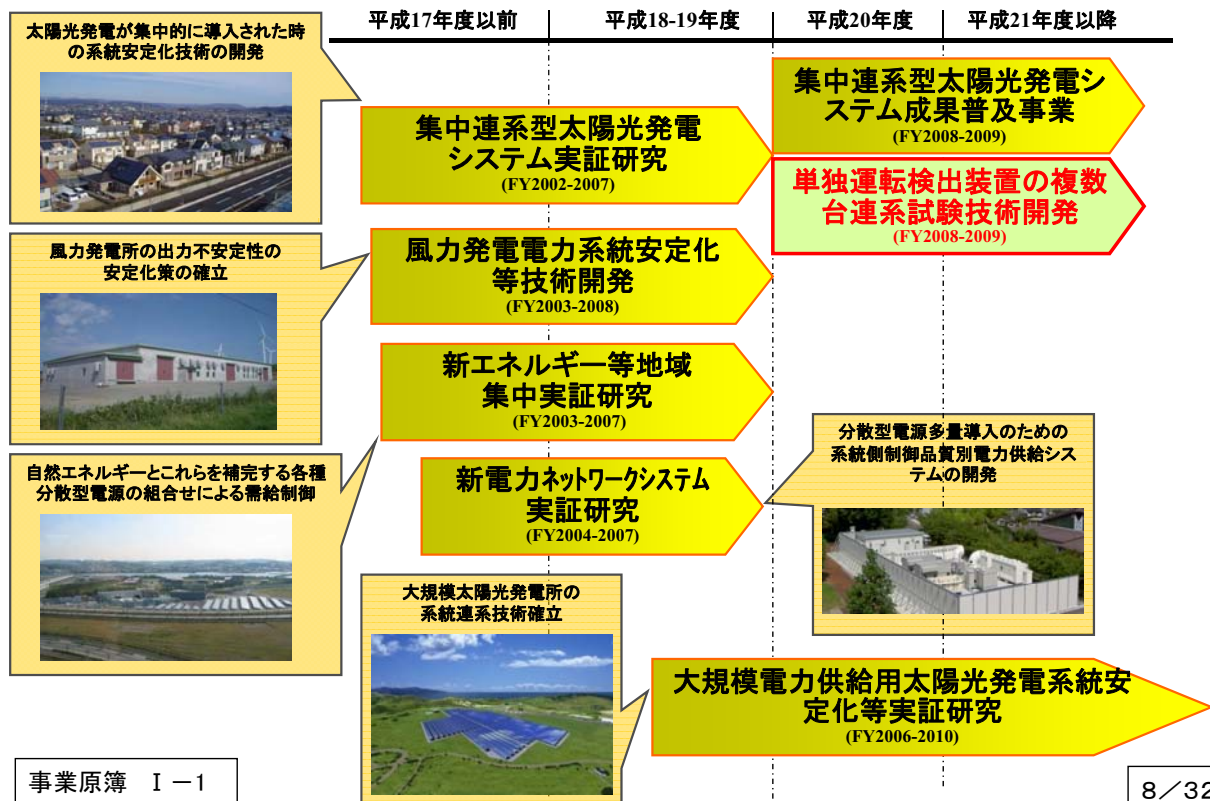 平成17年度以前 平成18-19年度 平成20年度 平成21年度以降
太陽光発電が集中的に導入された時
の系統安定化技術の開発
集中連系型太陽光発電
システム実証研究
(FY2002-2007)
集中連系型太陽光発電シ
ステム成果普及事業
(FY2008-2009)
単独運転検出装置の複数
台連系試験技術開発
(FY2008-2009)
風力発電所の出力不安定性の
安定化策の確立
風力発電電力系統安定化
等技術開発
(FY2003-2008)
新エネルギー等地域
集中実証研究
(FY2003-2007)
自然エネルギーとこれらを補完する各種
分散型電源の組合せによる需給制御
新電力ネットワークシステム
実証研究
(FY2004-2007)
分散型電源多量導入のための
系統側制御品質別電力供給シス
テムの開発
大規模太陽光発電所の
系統連系技術確立
大規模電力供給用太陽光発電系統安
定化等実証研究
(FY2006-2010)
事業原簿 Ⅰ－1
8／32